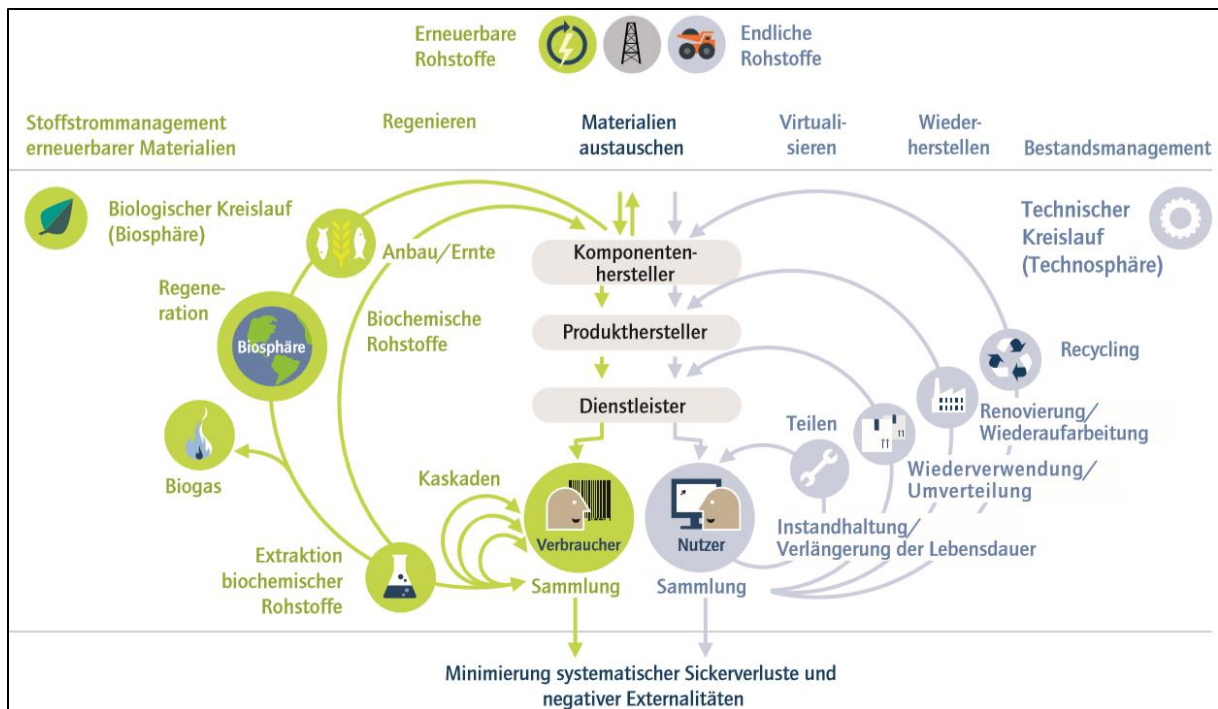 Erneuerbare
Rohstoffe
Endliche
Rohstoffe
Stoffstrommanagement
erneuerbarer Materialien
Regenieren
Materialien
austauschen
Virtuali-
sieren
Wieder-
herstellen
Bestandsmanagement
Biologischer Kreislauf
(Biosphäre)
Anbau/Ernte
Regene-
ration
Biosphäre
Biochemische
Rohstoffe
Biogas
Kaskaden
Extraktion
biochemischer
Rohstoffe
Komponenten-
hersteller
Produkthersteller
Dienstleister
Verbraucher
Sammlung
Nutzer
Sammlung
Technischer
Kreislauf
(Technosphäre)
Recycling
Renovierung/
Wiederaufarbeitung
Teilen
Wiederverwendung/
Umverteilung
Instandhaltung/
Verlängerung der Lebensdauer
Minimierung systematischer Sickerverluste und
negativer Externalitäten